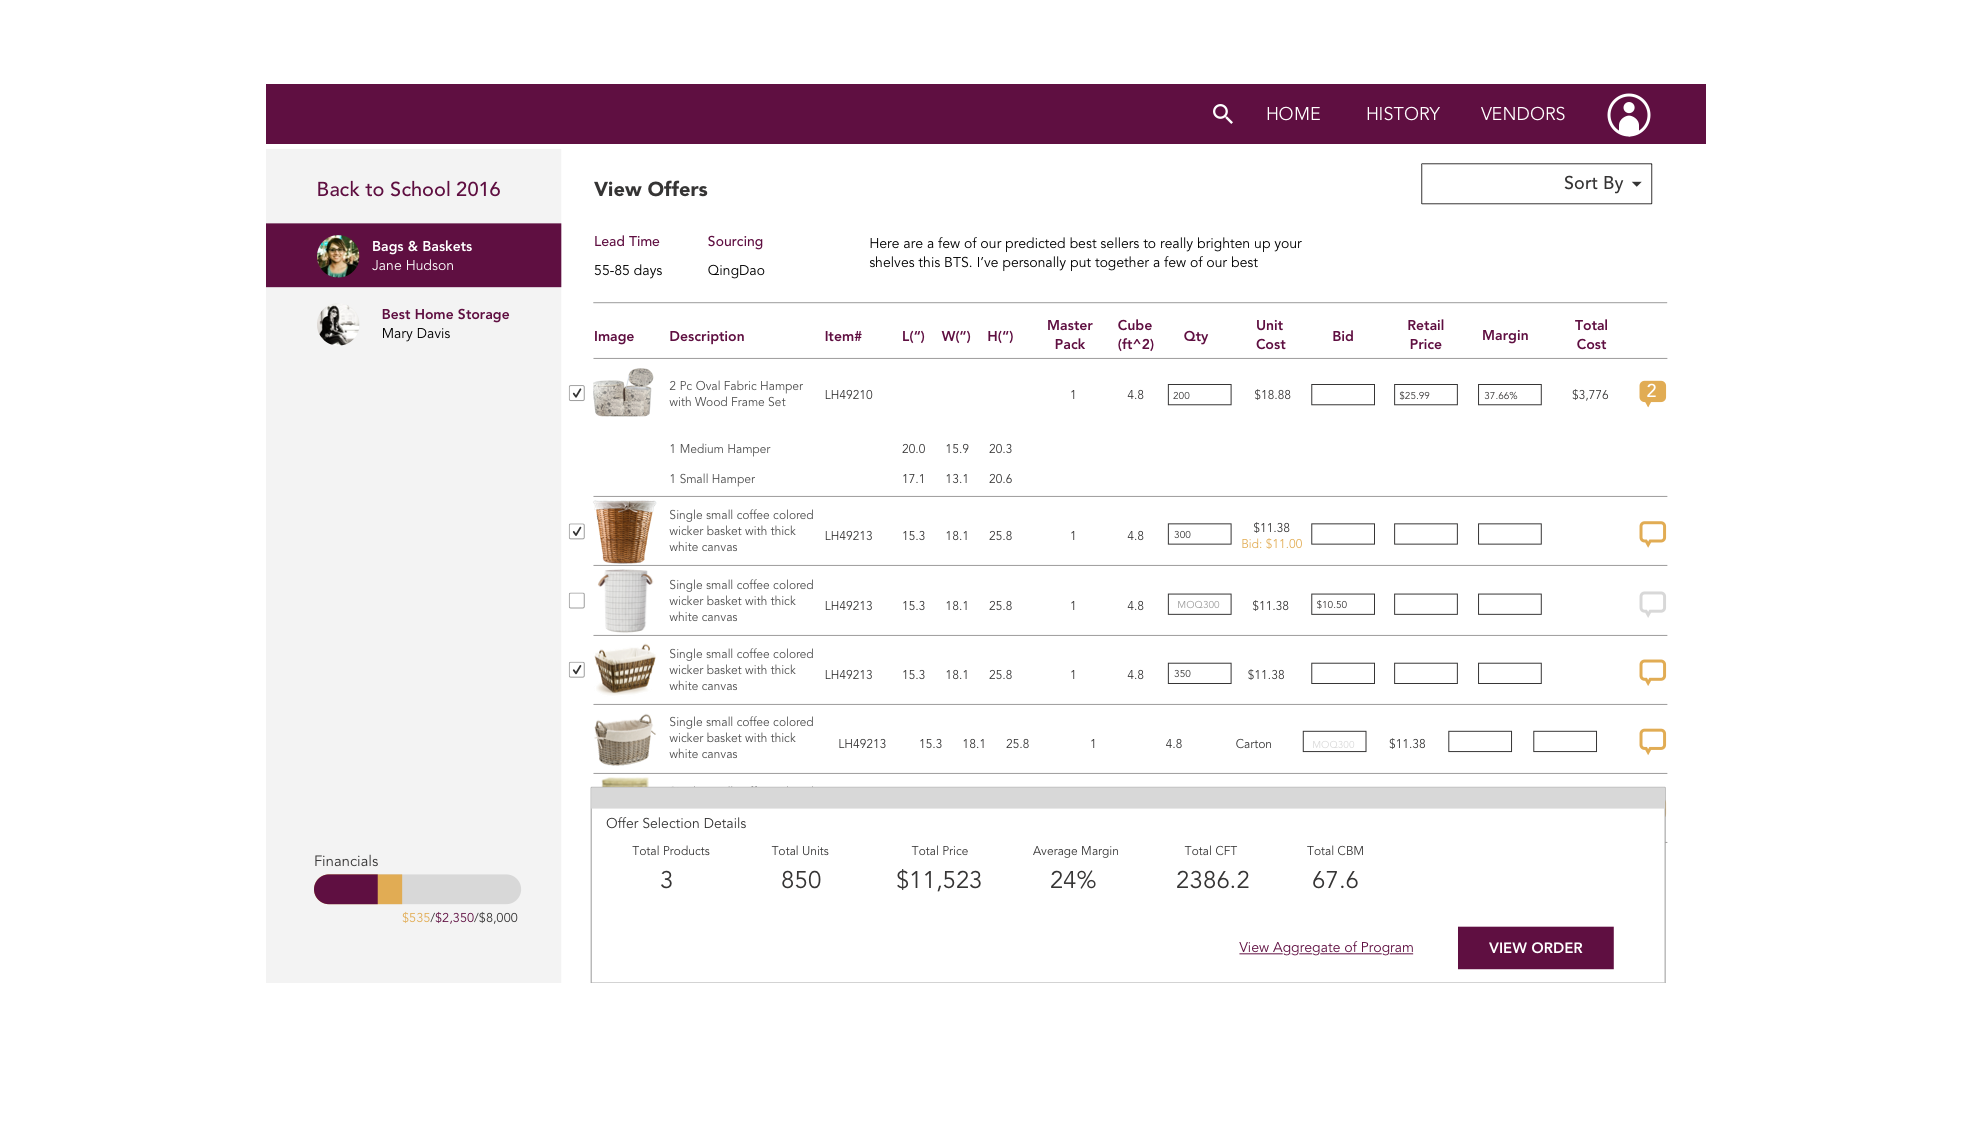 HOME HISTORY VENDORS
Back to School 2016
Bags & Baskets
Jane Hudson
Best Home Storage
Mary Davis
Financials
$535/$2,350/$8,000
View Offers
Sort By
Lead Time Sourcing
55-85 days QingDao
Here are a few of our predicted best sellers to really brighten up your
shelves this BTS. I’ve personally put together a few of our best
Image Description Item# L(”) W(”) H(”) Master Pack Cube (ft^2) Qty Unit Cost Bid Retail Price Margin Total Cost
2 Pc Oval Fabric Hamper
with Wood Frame Set
LH49210 1 4.8 200 $18.88 $25.99 37.66% $3,776 2
1 Medium Hamper 20.0 15.9 20.3
1 Small Hamper 17.1 13.1 20.6
Single small coffee colored
wicker basket with thick
white canvas
LH49213 15.3 18.1 25.8 1 4.8 300 $11.38
Bid: $11.00
Single small coffee colored
wicker basket with thick
white canvas
LH49213 15.3 18.1 25.8 1 4.8 MOQ300 $11.38 $10.50
Single small coffee colored
wicker basket with thick
white canvas
LH49213 15.3 18.1 25.8 1 4.8 350 $11.38
Single small coffee colored
wicker basket with thick
white canvas
LH49213 15.3 18.1 25.8 1 4.8 Carton MOQ300 $11.38
Offer Selection Details
Total Products Total Units Total Price Average Margin Total CFT Total CBM
3 850 $11,523 24% 2386.2 67.6
View Aggregate of Program
VIEW ORDER